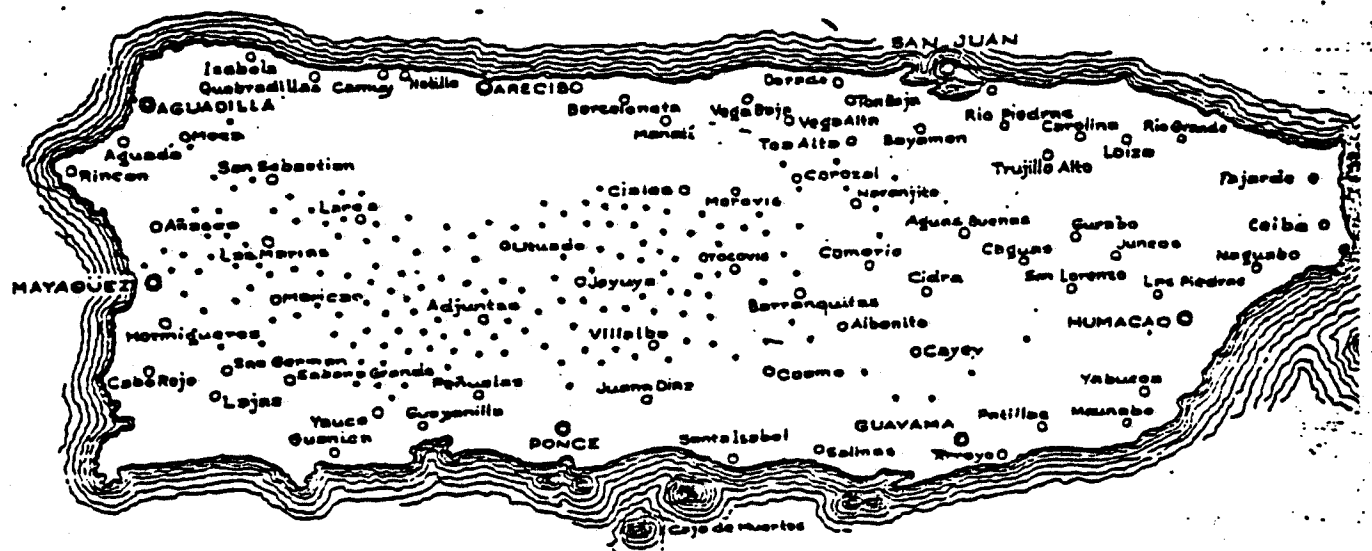 SAN JUAN
Isabela
Quebradillas
Camuy
Hatillo
ARECIBO
Dorado
AGUADILLA
Barceloneta
Vega Baja
Toa Baja
Rio Piedras
Manatí
Vega Alta
Carolina
Rio Grande
Moca
Toa Alta
Bayamon
Loiza
Aguada
San Sebastian
Trujillo Alto
Rincon
Corozal
Fajardo
Ciales
Morovis
Naranjito
Lares
Añasco
Aguas Buenas
Gurabo
Ceiba
Utuado
Las Marias
Orocovis
Comerio
Caguas
Juncos
Naguabo
MAYAGÜEZ
Jayuya
Cidra
San Lorenzo
Las Piedras
Maricao
Adjuntas
Barranquitas
Aibonito
HUMACAO
Hormigueros
Villalba
Cayey
San German
Sabana Grande
Cabo Rojo
Peñuelas
Juana Diaz
Coamo
Yabucoa
Lajas
Yauco
Guayanilla
GUAYAMA
Patillas
Maunabo
Guanica
PONCE
Santa Isabel
Salinas
Arroyo
Caja de Muertos